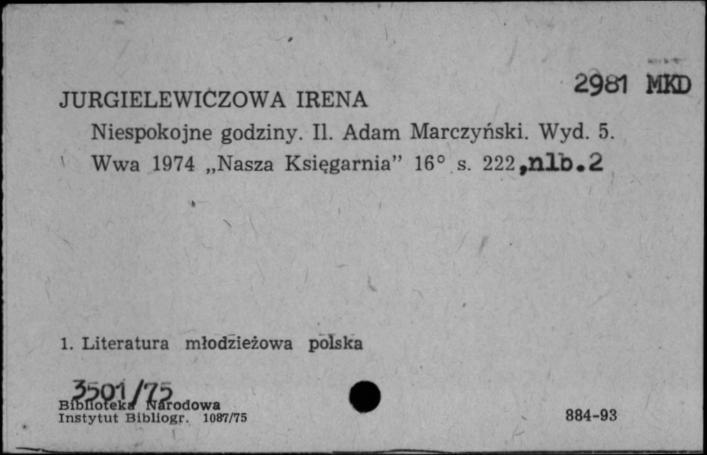 2981 MKD
JURGIELEWICZOWA IRENA
Niespokojne godziny. Il. Adam Marczyński. Wyd. 5.
Wwa 1974 „Nasza Księgarnia” 16° s. 222,nlb.2
1. Literatura młodzieżowa polska
3501/75
Biblioteka Narodowa
Instytut Bibliogr. 1087/75
884-93